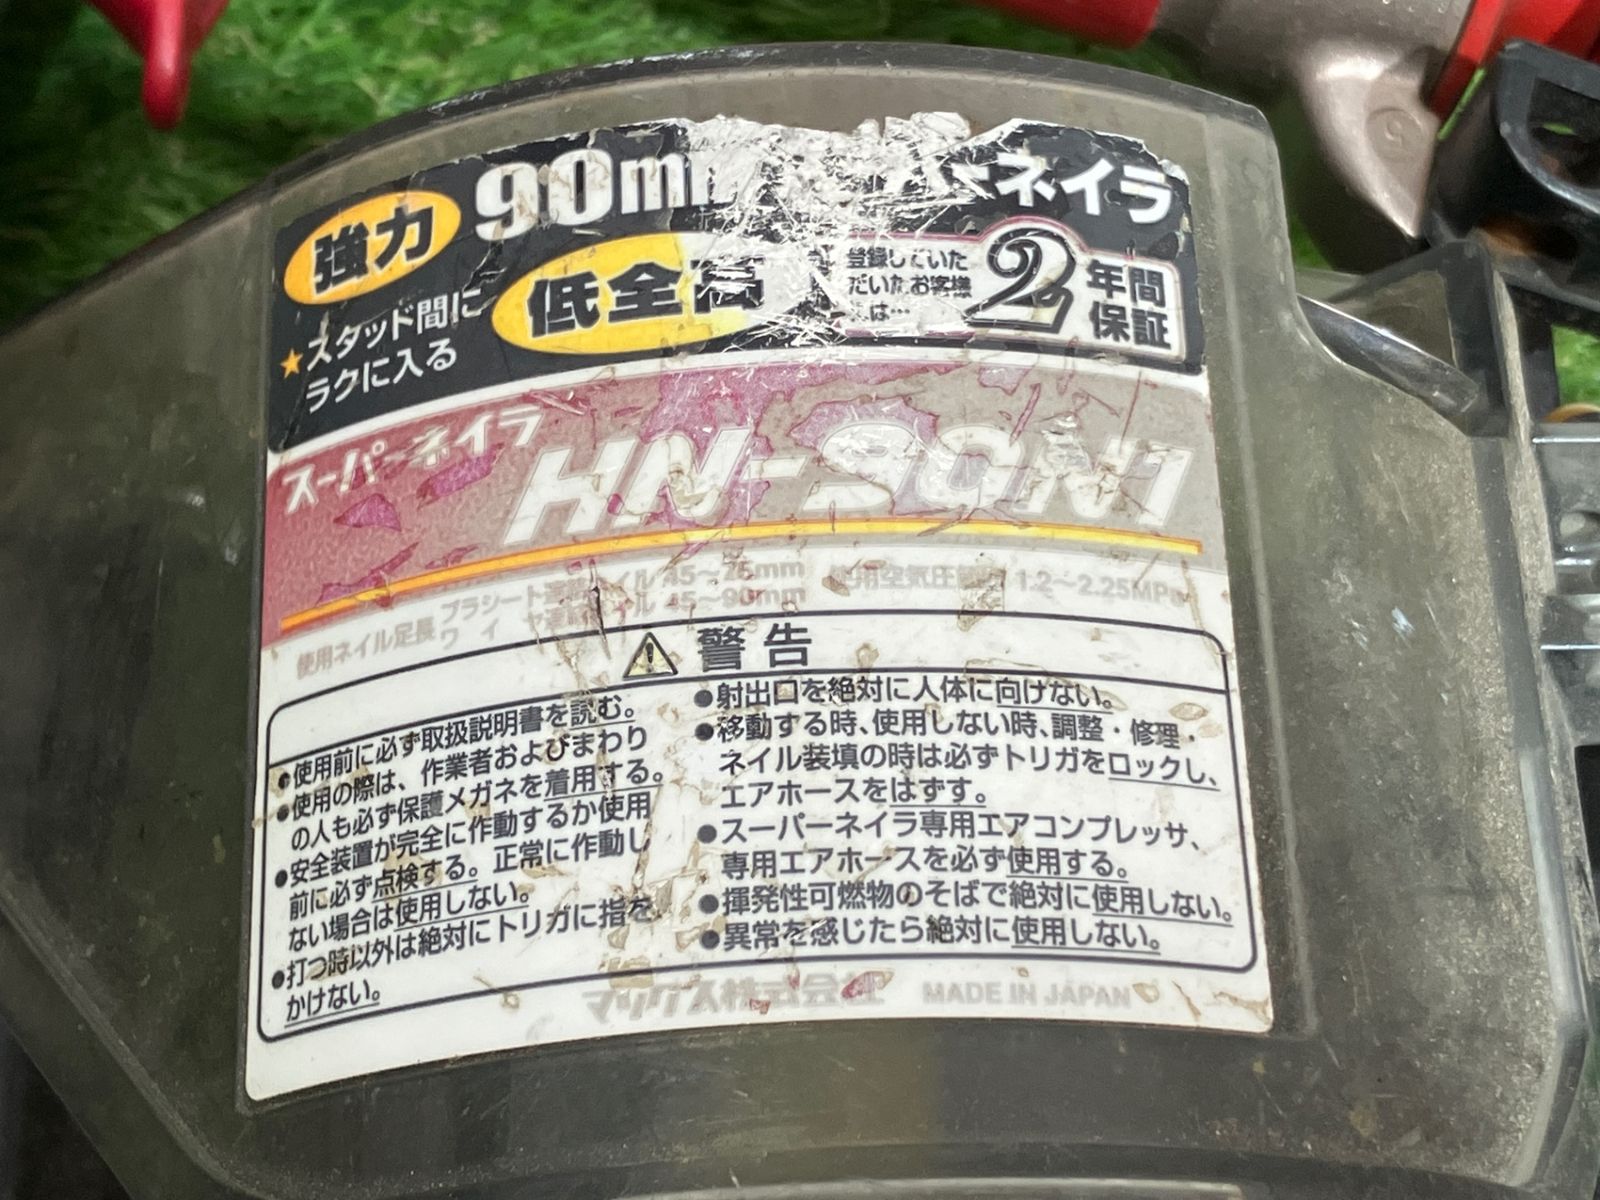 強力 90mm ーネイラ
★スタッド間に
ラクに入る
低全高
登録していた
だいたお客様
は…
2年間
保証
スーパーネイラ
HN-90N1
使用ネイル足長
プラシート連結ネイル 45～75mm
ワイヤ連結ネイル 45～90mm
使用空気圧 1.2～2.25MPa
警告
●使用前に必ず取扱説明書を読む。
●使用の際は、作業者およびまわり
の人も必ず保護メガネを着用する。
●安全装置が完全に作動するか使用
前に必ず点検する。正常に作動し
ない場合は使用しない。
●打つ時以外は絶対にトリガに指を
かけない。
●射出口を絶対に人体に向けない。
●移動する時、使用しない時、調整・修理・
ネイル装填の時は必ずトリガをロックし、
エアホースをはずす。
●スーパーネイラ専用エアコンプレッサ、
専用エアホースを必ず使用する。
●揮発性可燃物のそばで絶対に使用しない。
●異常を感じたら絶対に使用しない。
マックス株式会社 MADE IN JAPAN